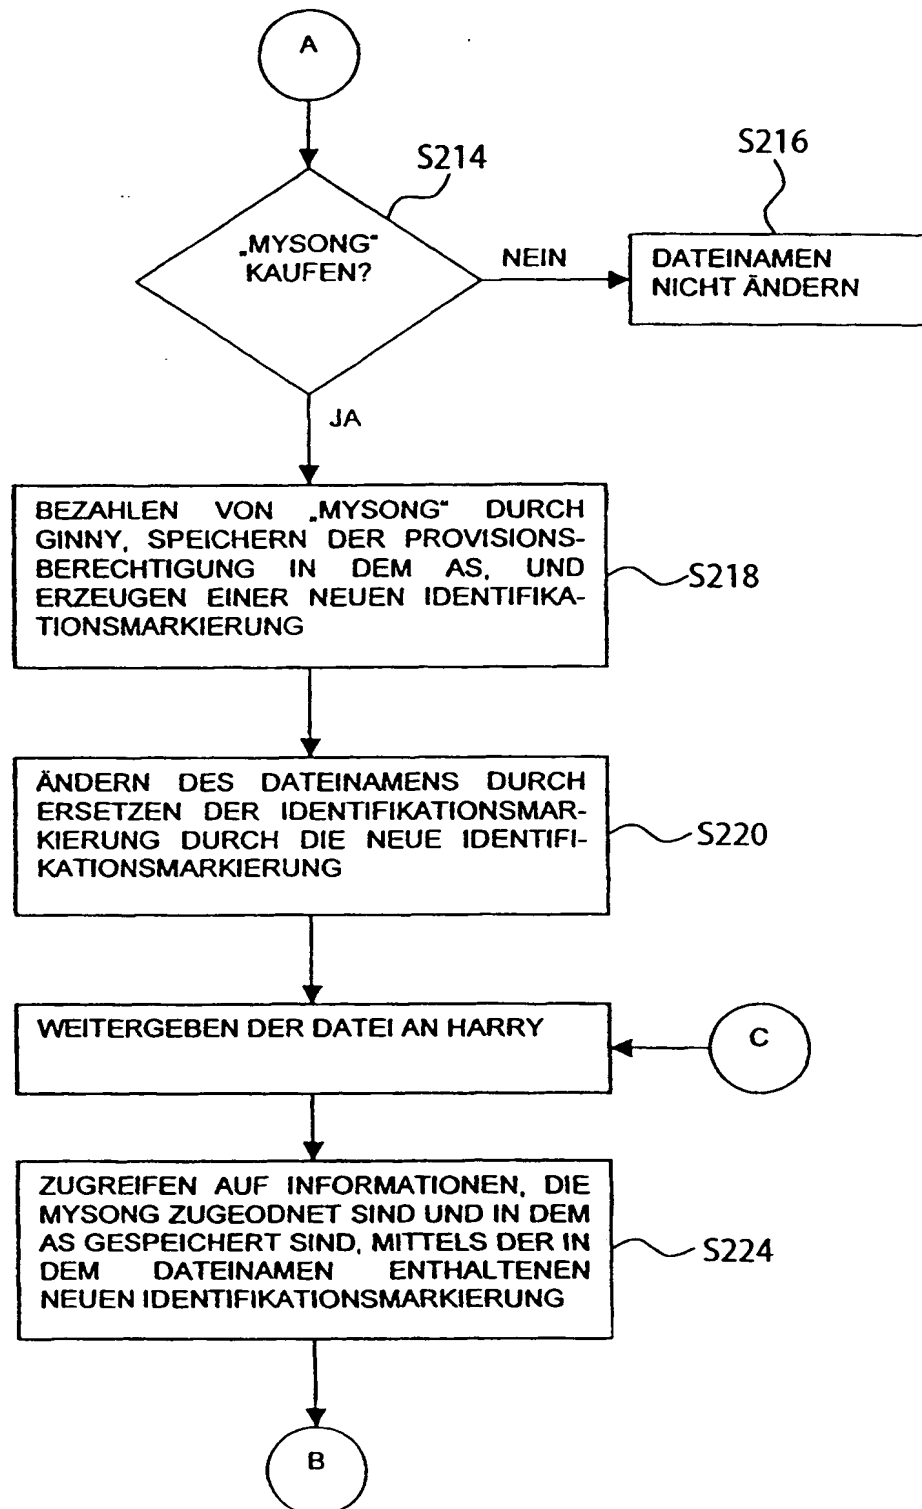 A
S214
„MYSONG“
KAUFEN?
NEIN
S216
DATEINAMEN
NICHT ÄNDERN
JA
BEZAHLEN VON „MYSONG“ DURCH
GINNY, SPEICHERN DER PROVISIONS-
BERECHTIGUNG IN DEM AS, UND
ERZEUGEN EINER NEUEN IDENTIFIKA-
TIONSMARKIERUNG
S218
ÄNDERN DES DATEINAMENS DURCH
ERSETZEN DER IDENTIFIKATIONSMAR-
KIERUNG DURCH DIE NEUE IDENTIFI-
KATIONSMARKIERUNG
S220
WEITERGEBEN DER DATEI AN HARRY
C
ZUGREIFEN AUF INFORMATIONEN, DIE
MYSONG ZUGEODNET SIND UND IN DEM
AS GESPEICHERT SIND, MITTELS DER IN
DEM DATEINAMEN ENTHALTENEN
NEUEN IDENTIFIKATIONSMARKIERUNG
S224
B